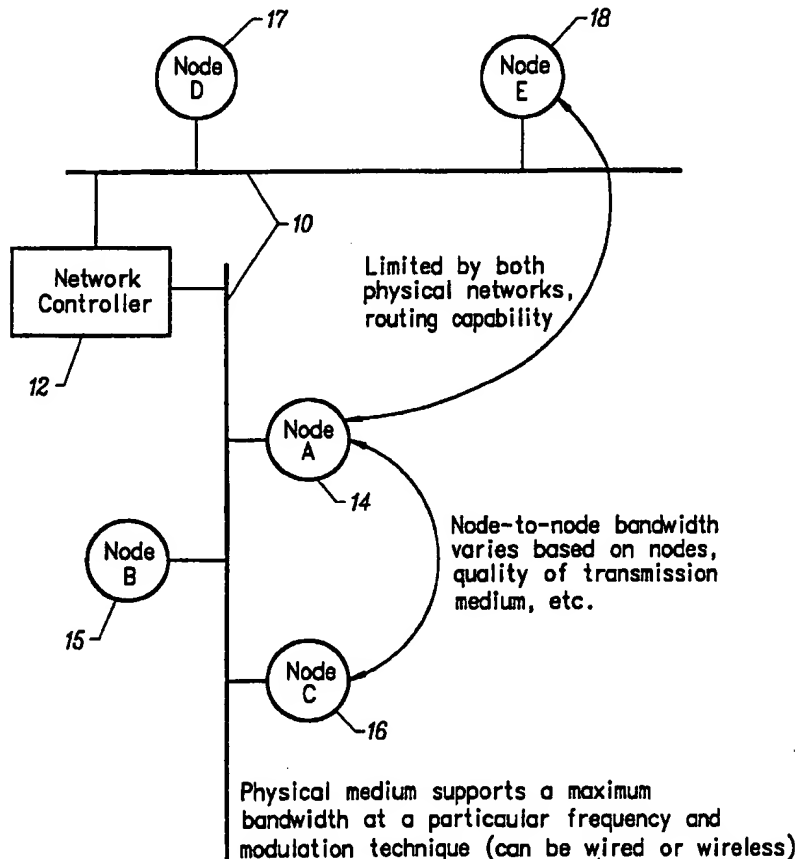 17
18
Node
D
Node
E
10
Network
Controller
12
Limited by both
physical networks,
routing capability
Node
A
14
Node
B
15
Node-to-node bandwidth
varies based on nodes,
quality of transmission
medium, etc.
Node
C
16
Physical medium supports a maximum
bandwidth at a particaular frequency and
modulation technique (can be wired or wireless)